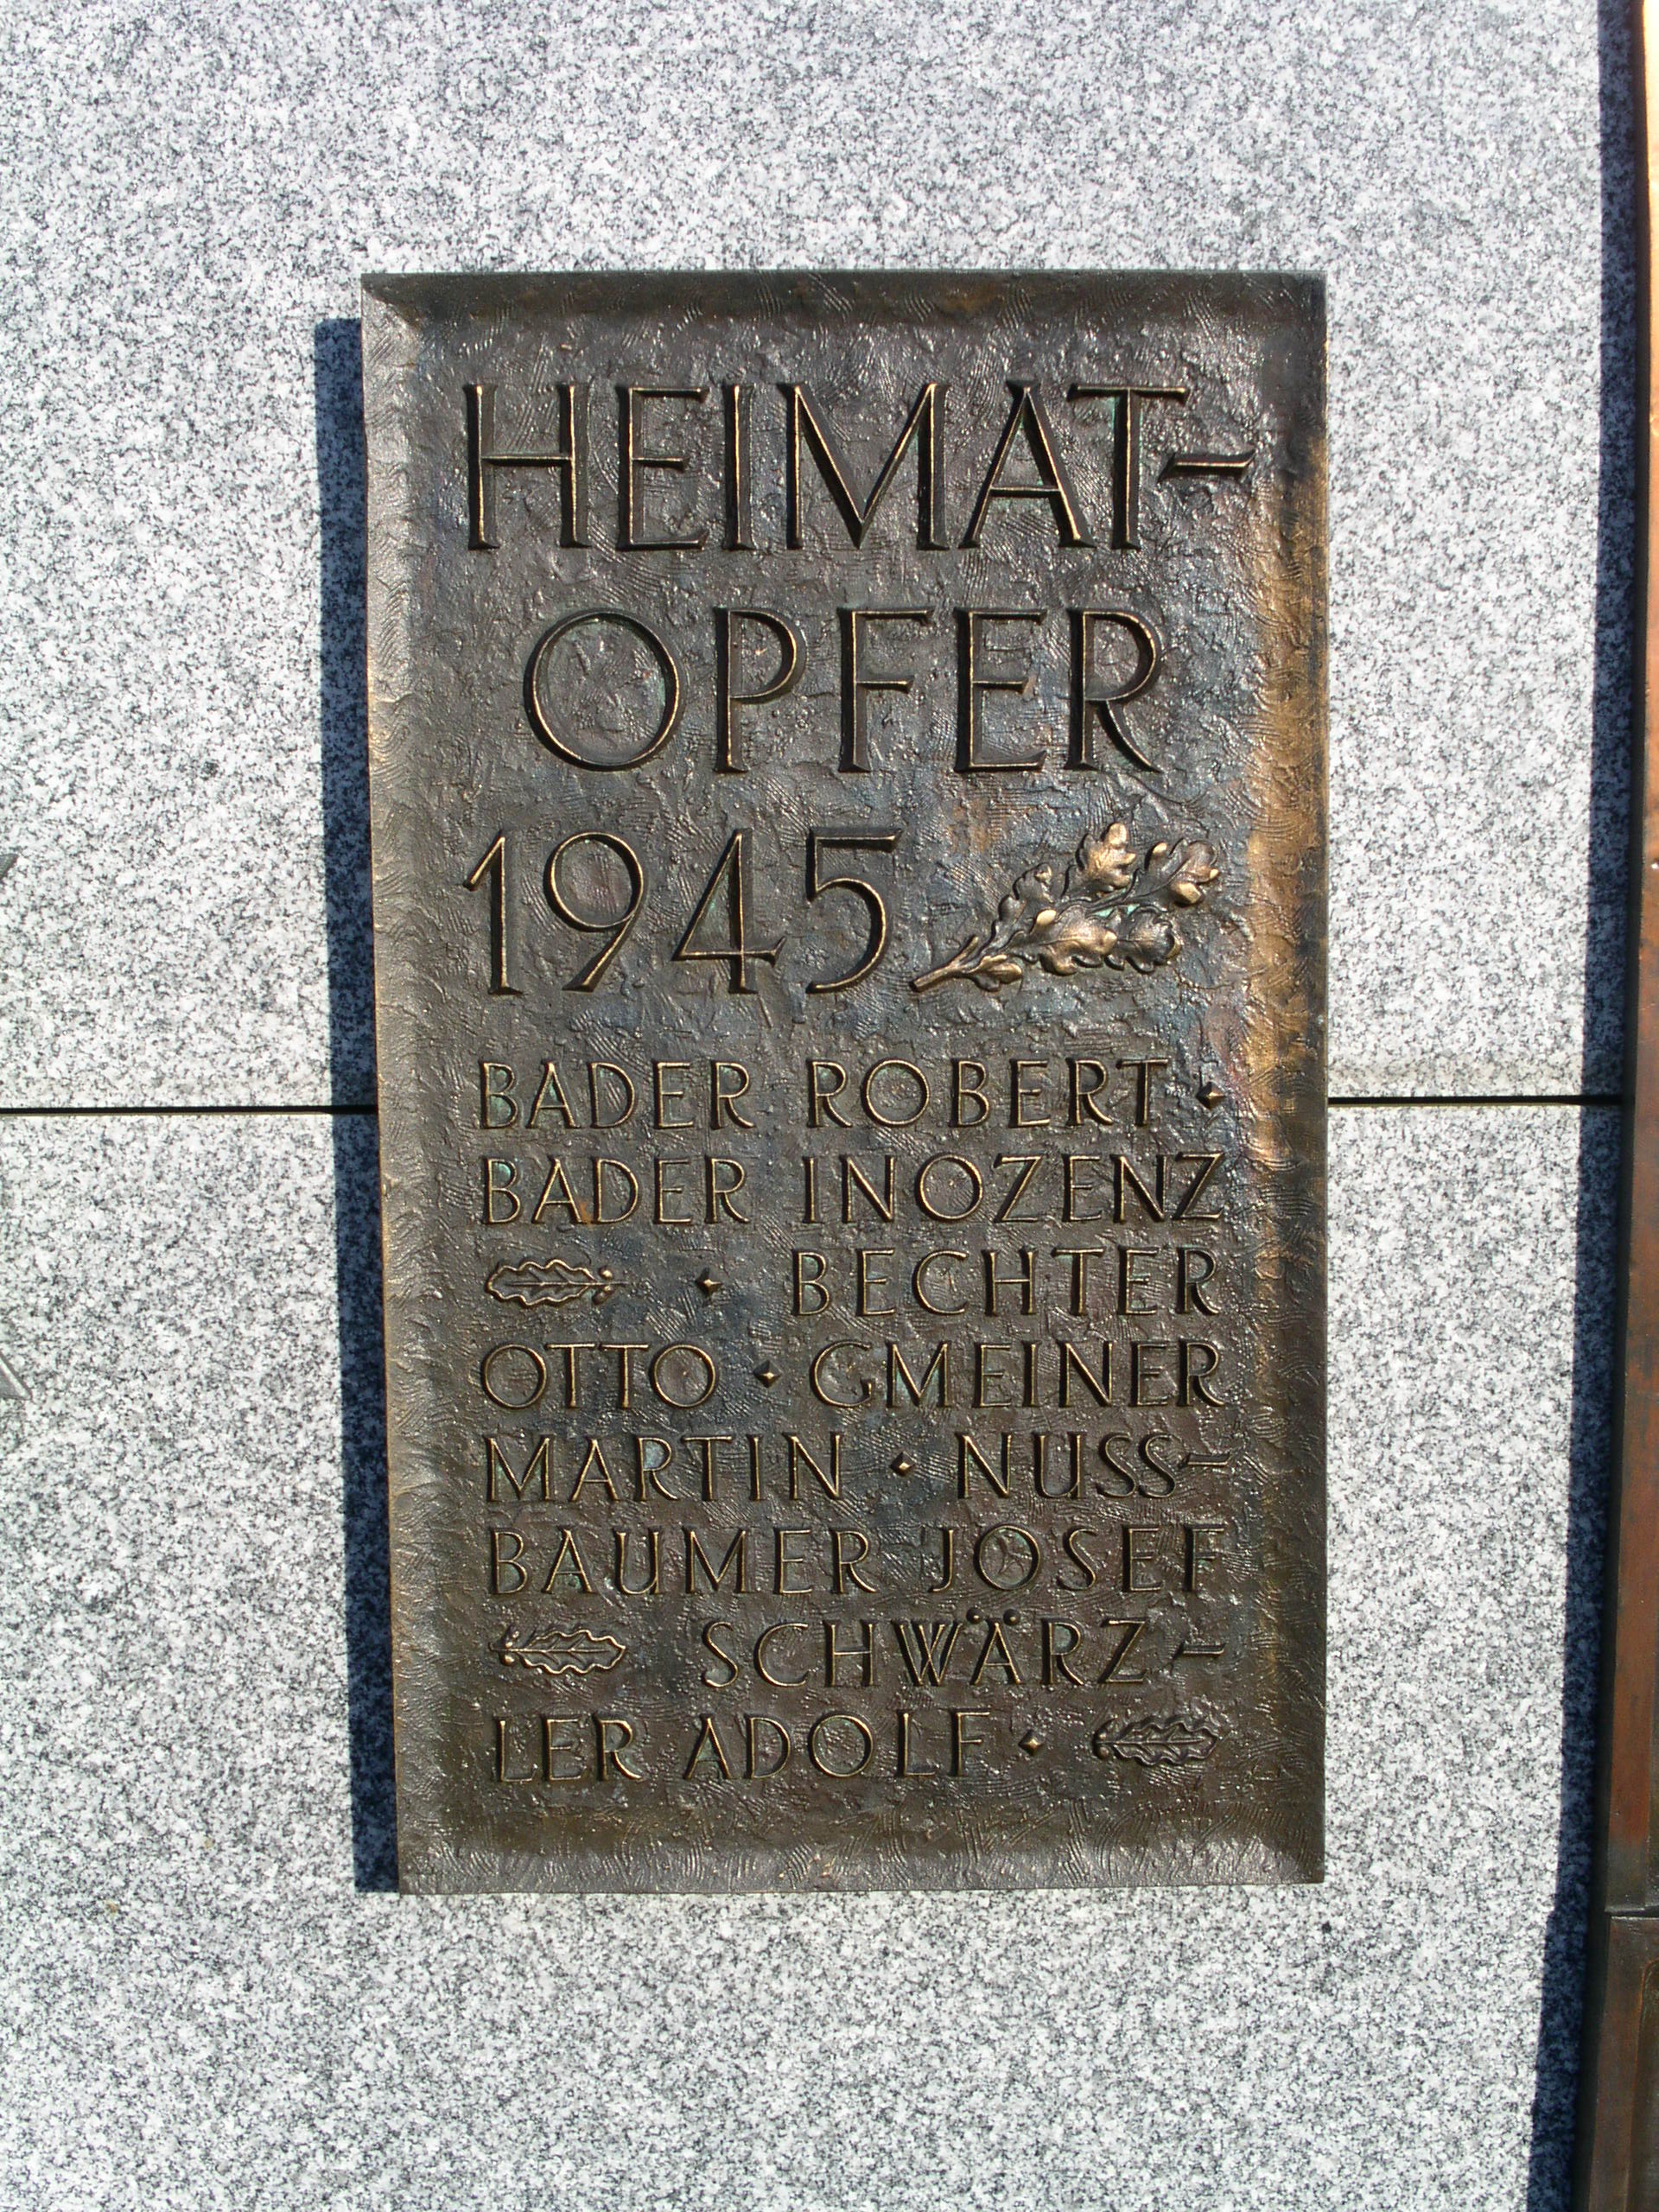 HEIMAT-
OPFER
1945
BADER ROBERT ·
BADER INOZENZ
· BECHTER
OTTO · GMEINER
MARTIN · NUSS-
BAUMER JOSEF
SCHWÄRZ-
LER ADOLF ·